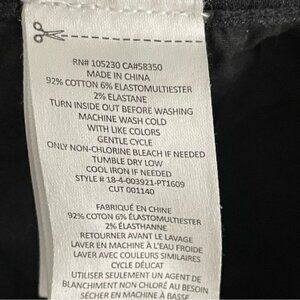 RN# 105230 CA#58350
MADE IN CHINA
92% COTTON 6% ELASTOMULTIESTER
2% ELASTANE
TURN INSIDE OUT BEFORE WASHING
MACHINE WASH COLD
WITH LIKE COLORS
GENTLE CYCLE
ONLY NON-CHLORINE BLEACH IF NEEDED
TUMBLE DRY LOW
COOL IRON IF NEEDED
STYLE # 18-4-003921-PT1609
CUT 001140
FABRIQUÉ EN CHINE
92% COTON 6% ÉLASTOMULTIESTER
2% ÉLASTHANNE
RETOURNER AVANT LE LAVAGE
LAVER EN MACHINE À L'EAU FROIDE
LAVER AVEC COULEURS SIMILAIRES
CYCLE DÉLICAT
UTILISER SEULEMENT UN AGENT DE
BLANCHIMENT NON CHLORÉ AU BESOIN
SÉCHER EN MACHINE À BASSE